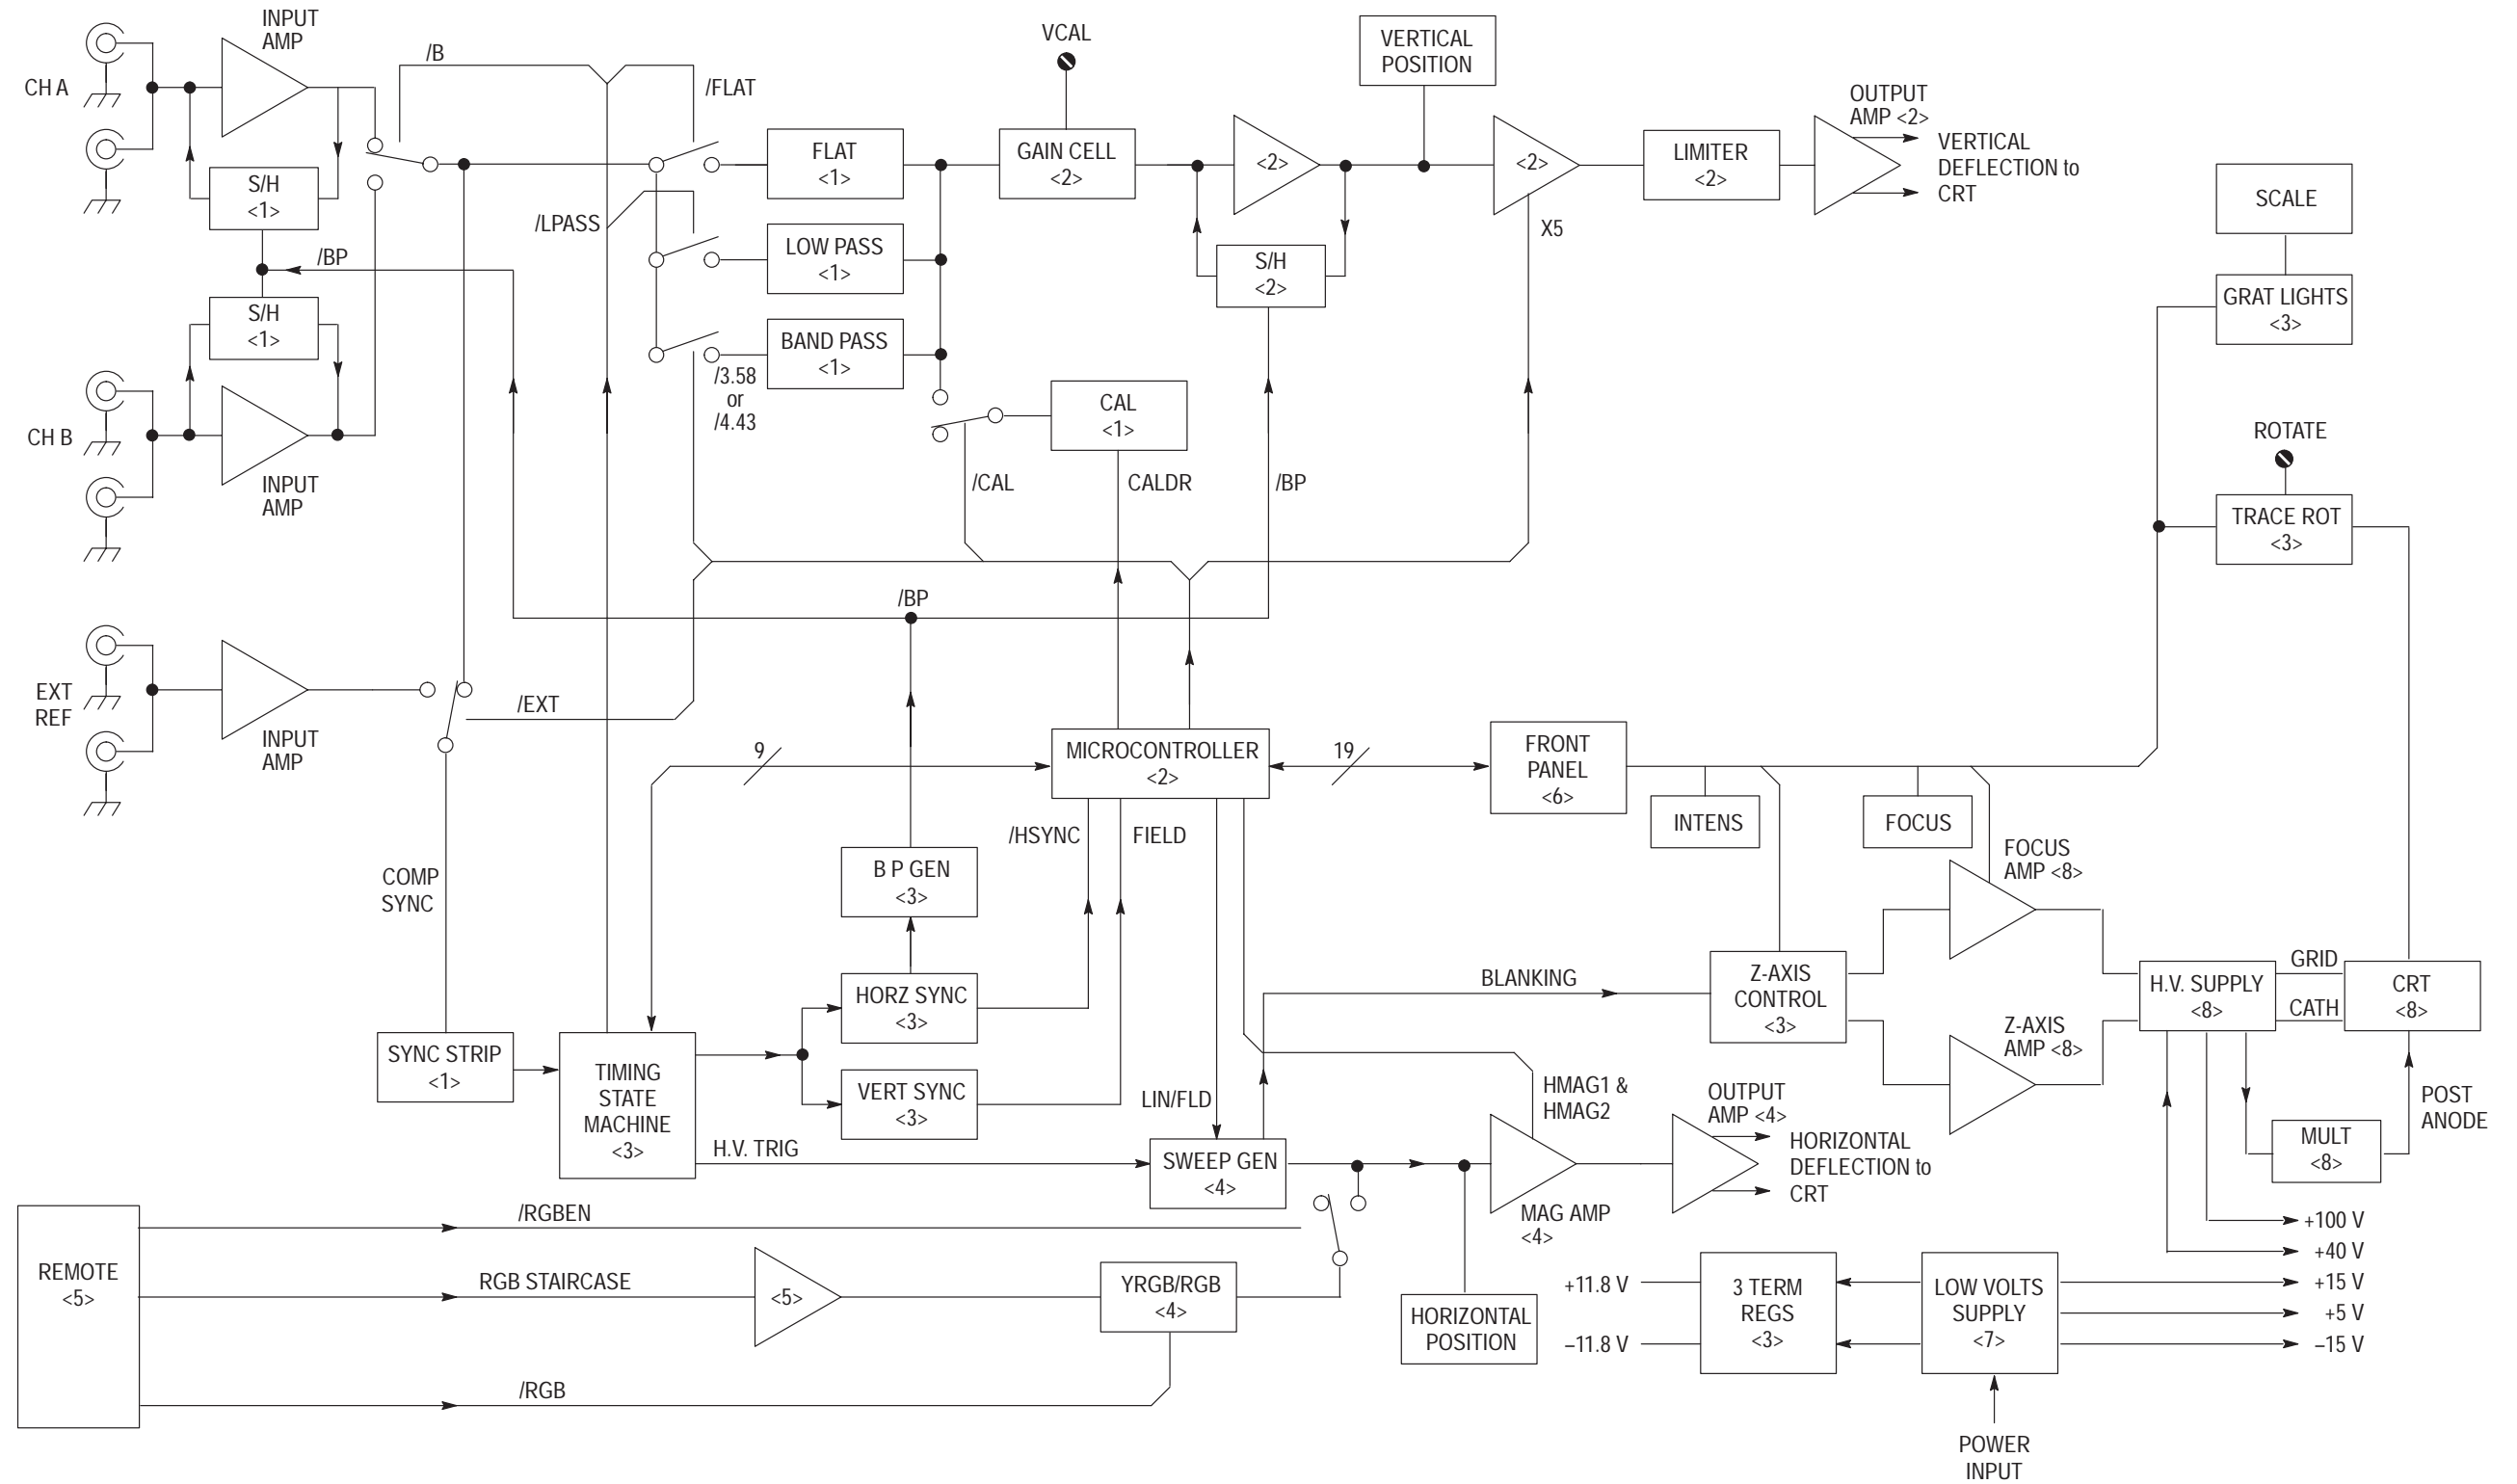 INPUT
AMP
/B
VCAL
VERTICAL
POSITION
CH A
/FLAT
OUTPUT
AMP <2>
VERTICAL
DEFLECTION to
CRT
FLAT
<1>
GAIN CELL
<2>
<2>
<2>
LIMITER
<2>
S/H
<1>
SCALE
/LPASS
LOW PASS
<1>
X5
/BP
S/H
<2>
GRAT LIGHTS
<3>
S/H
<1>
BAND PASS
<1>
/3.58
or
/4.43
CAL
<1>
CH B
ROTATE
INPUT
AMP
/CAL
CALDR
/BP
TRACE ROT
<3>
/BP
EXT
REF
/EXT
INPUT
AMP
9
MICROCONTROLLER
<2>
19
FRONT
PANEL
<6>
INTENS
FOCUS
/HSYNC
FIELD
FOCUS
AMP <8>
B P GEN
<3>
COMP
SYNC
BLANKING
Z-AXIS
CONTROL
<3>
GRID
H.V. SUPPLY
<8>
CATH
CRT
<8>
HORZ SYNC
<3>
Z-AXIS
AMP <8>
SYNC STRIP
<1>
TIMING
STATE
MACHINE
<3>
VERT SYNC
<3>
LIN/FLD
HMAG1 &
HMAG2
OUTPUT
AMP <4>
POST
ANODE
H.V. TRIG
SWEEP GEN
<4>
HORIZONTAL
DEFLECTION to
CRT
MULT
<8>
/RGBEN
MAG AMP
<4>
+100 V
+40 V
REMOTE
<5>
RGB STAIRCASE
<5>
YRGB/RGB
<4>
+11.8 V
3 TERM
REGS
<3>
LOW VOLTS
SUPPLY
<7>
+15 V
+5 V
HORIZONTAL
POSITION
–11.8 V
–15 V
/RGB
POWER
INPUT